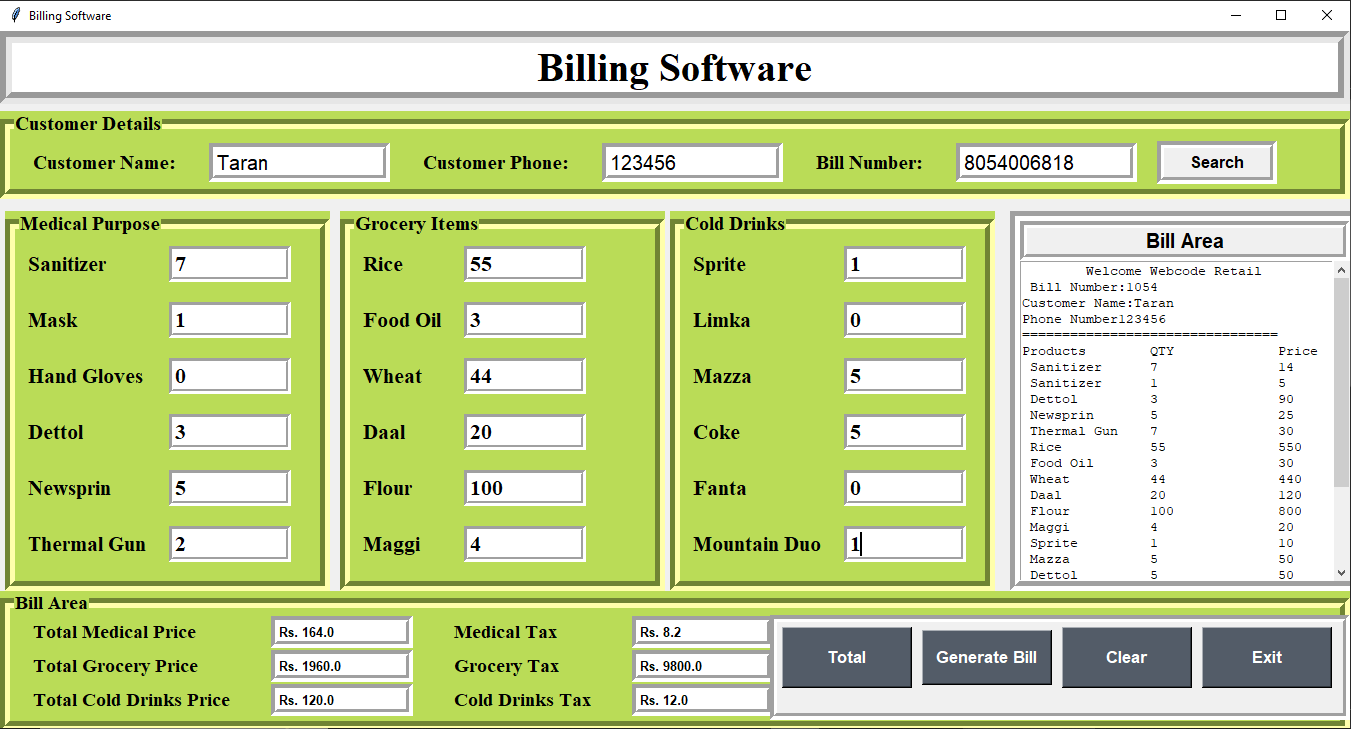 Billing Software
Billing Software
Customer Details
Customer Name: Taran Customer Phone: 123456 Bill Number: 8054006818 Search
Medical Purpose
Sanitizer 7
Mask 1
Hand Gloves 0
Dettol 3
Newsprin 5
Thermal Gun 2
Grocery Items
Rice 55
Food Oil 3
Wheat 44
Daal 20
Flour 100
Maggi 4
Cold Drinks
Sprite 1
Limka 0
Mazza 5
Coke 5
Fanta 0
Mountain Duo 1
Bill Area
Welcome Webcode Retail
Bill Number:1054
Customer Name:Taran
Phone Number123456
================================
Products QTY Price
Sanitizer 7 14
Sanitizer 1 5
Dettol 3 90
Newsprin 5 25
Thermal Gun 7 30
Rice 55 550
Food Oil 3 30
Wheat 44 440
Daal 20 120
Flour 100 800
Maggi 4 20
Sprite 1 10
Mazza 5 50
Dettol 5 50
Bill Area
Total Medical Price Rs. 164.0 Medical Tax Rs. 8.2
Total Grocery Price Rs. 1960.0 Grocery Tax Rs. 9800.0
Total Cold Drinks Price Rs. 120.0 Cold Drinks Tax Rs. 12.0
Total Generate Bill Clear Exit